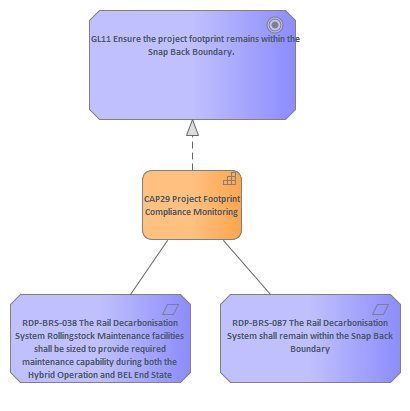 GL11 Ensure the project footprint remains within the
Snap Back Boundary.
CAP29 Project Footprint
Compliance Monitoring
RDP-BRS-038 The Rail Decarbonisation
System Rollingstock Maintenance facilities
shall be sized to provide required
maintenance capability during both the
Hybrid Operation and BEL End State
RDP-BRS-087 The Rail Decarbonisation
System shall remain within the Snap Back
Boundary